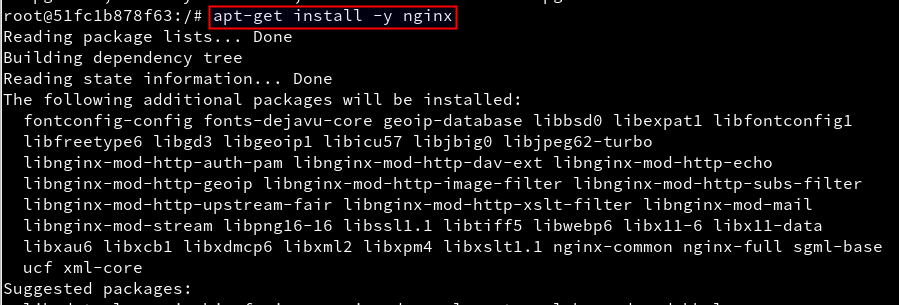 root@51fc1b878f63:/# apt-get install -y nginx
Reading package lists... Done
Building dependency tree
Reading state information... Done
The following additional packages will be installed:
fontconfig-config fonts-dejavu-core geoip-database libbsd0 libexpat1 libfontconfig1
libfreetype6 libgd3 libgeoip1 libicu57 libjbig0 libjpeg62-turbo
libnginx-mod-http-auth-pam libnginx-mod-http-dav-ext libnginx-mod-http-echo
libnginx-mod-http-geoip libnginx-mod-http-image-filter libnginx-mod-http-subs-filter
libnginx-mod-http-upstream-fair libnginx-mod-http-xslt-filter libnginx-mod-mail
libnginx-mod-stream libpng16-16 libssl1.1 libtiff5 libwebp6 libx11-6 libx11-data
libxau6 libxcb1 libxdmcp6 libxml2 libxpm4 libxslt1.1 nginx-common nginx-full sgml-base
ucf xml-core
Suggested packages: